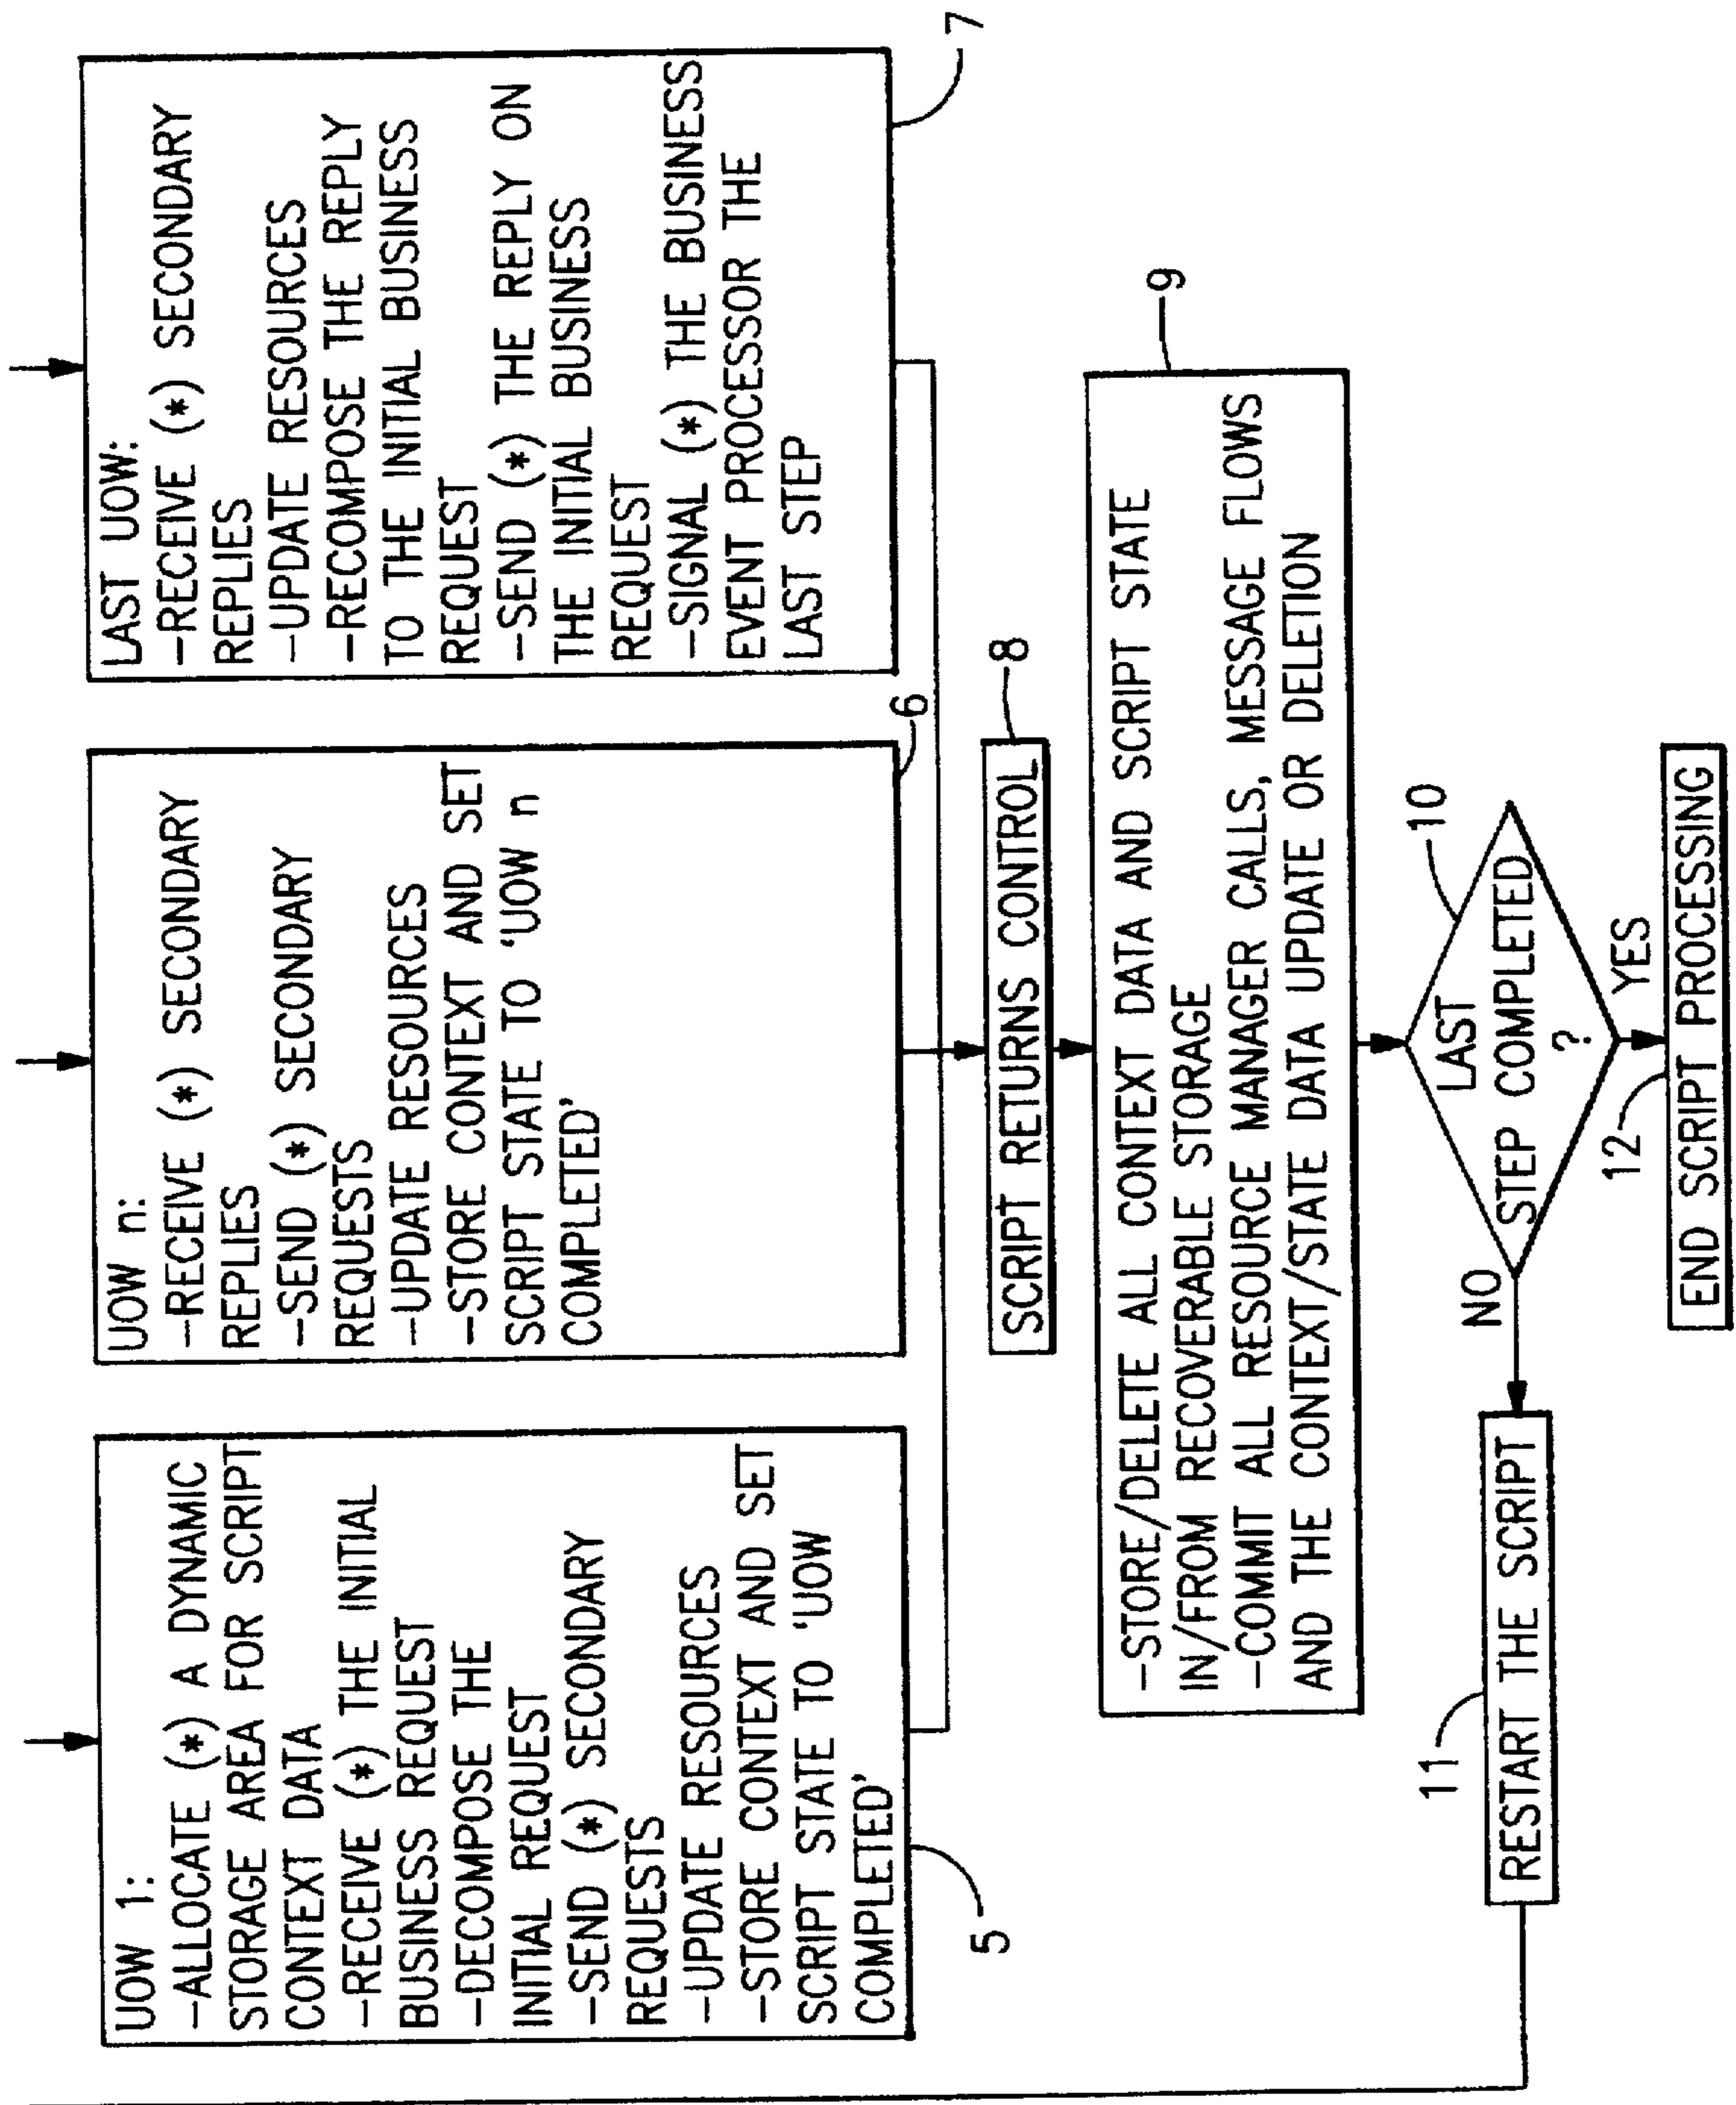 UOW 1:
-ALLOCATE (*) A DYNAMIC
STORAGE AREA FOR SCRIPT
CONTEXT DATA
-RECEIVE (*) THE INITIAL
BUSINESS REQUEST
-DECOMPOSE THE
INITIAL REQUEST
-SEND (*) SECONDARY
REQUESTS
-UPDATE RESOURCES
-STORE CONTEXT AND SET
SCRIPT STATE TO 'UOW
COMPLETED'
5
UOW n:
-RECEIVE (*) SECONDARY
REPLIES
-SEND (*) SECONDARY
REQUESTS
-UPDATE RESOURCES
-STORE CONTEXT AND SET
SCRIPT STATE TO 'UOW n
COMPLETED'
6
LAST UOW:
-RECEIVE (*) SECONDARY
REPLIES
-UPDATE RESOURCES
-RECOMPOSE THE REPLY
TO THE INITIAL BUSINESS
REQUEST
-SEND (*) THE REPLY ON
THE INITIAL BUSINESS
REQUEST
-SIGNAL (*) THE BUSINESS
EVENT PROCESSOR THE
LAST STEP
7
SCRIPT RETURNS CONTROL
8
-STORE/DELETE ALL CONTEXT DATA AND SCRIPT STATE
IN/FROM RECOVERABLE STORAGE
-COMMIT ALL RESOURCE MANAGER CALLS, MESSAGE FLOWS
AND THE CONTEXT/STATE DATA UPDATE OR DELETION
9
LAST
STEP COMPLETED
?
10
NO
YES
11
RESTART THE SCRIPT
12
END SCRIPT PROCESSING